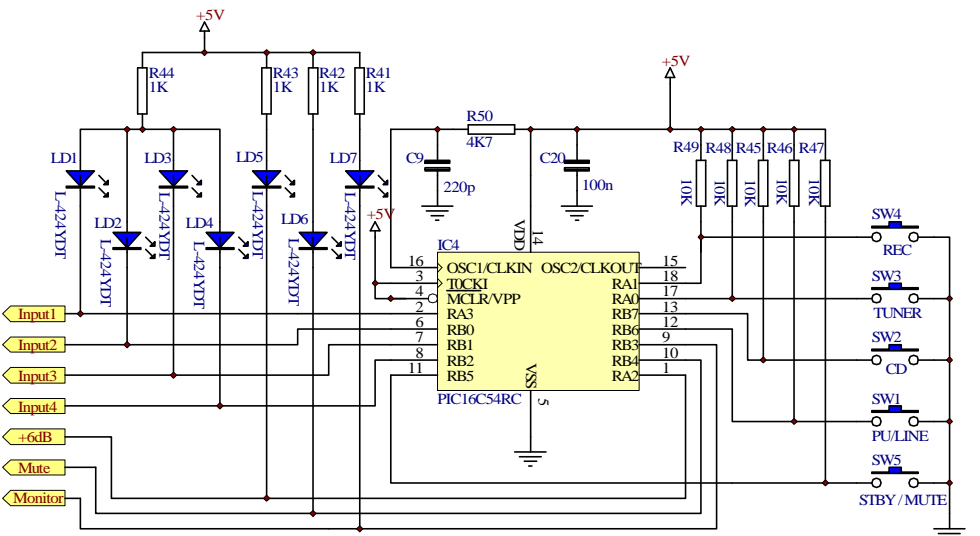 +5V
R44
1K
R43
1K
R42
1K
R41
1K
+5V
R50
4K7
C9
220p
C20
100n
R49
10K
R48
10K
R45
10K
R46
10K
R47
10K
LD1
L-424YDT
LD2
L-424YDT
LD3
L-424YDT
LD4
L-424YDT
LD5
L-424YDT
LD6
L-424YDT
LD7
L-424YDT
+5V
IC4
VDD
14
16 OSC1/CLKIN OSC2/CLKOUT 15
3 T0CKI RA1 18
4 MCLR/VPP RA0 17
2 RA3 RB7 13
6 RB0 RB6 12
7 RB1 RB3 9
8 RB2 RB4 10
11 RB5 RA2 1
VSS
5
PIC16C54RC
SW4
REC
SW3
TUNER
SW2
CD
SW1
PU/LINE
SW5
STBY / MUTE
Input1
Input2
Input3
Input4
+6dB
Mute
Monitor